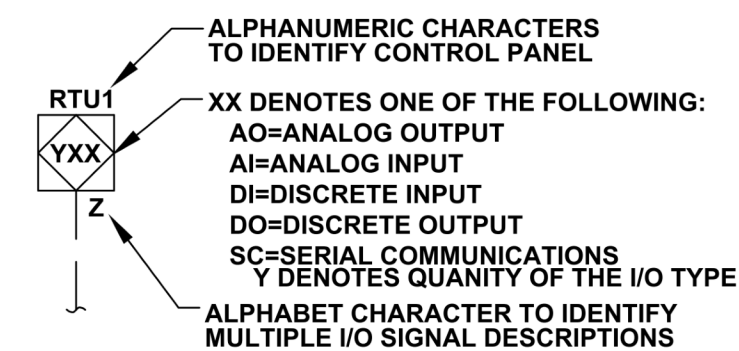 ALPHANUMERIC CHARACTERS
TO IDENTIFY CONTROL PANEL
RTU1
XX DENOTES ONE OF THE FOLLOWING:
YXX
AO=ANALOG OUTPUT
AI=ANALOG INPUT
DI=DISCRETE INPUT
Z
DO=DISCRETE OUTPUT
SC=SERIAL COMMUNICATIONS
Y DENOTES QUANITY OF THE I/O TYPE
ALPHABET CHARACTER TO IDENTIFY
MULTIPLE I/O SIGNAL DESCRIPTIONS